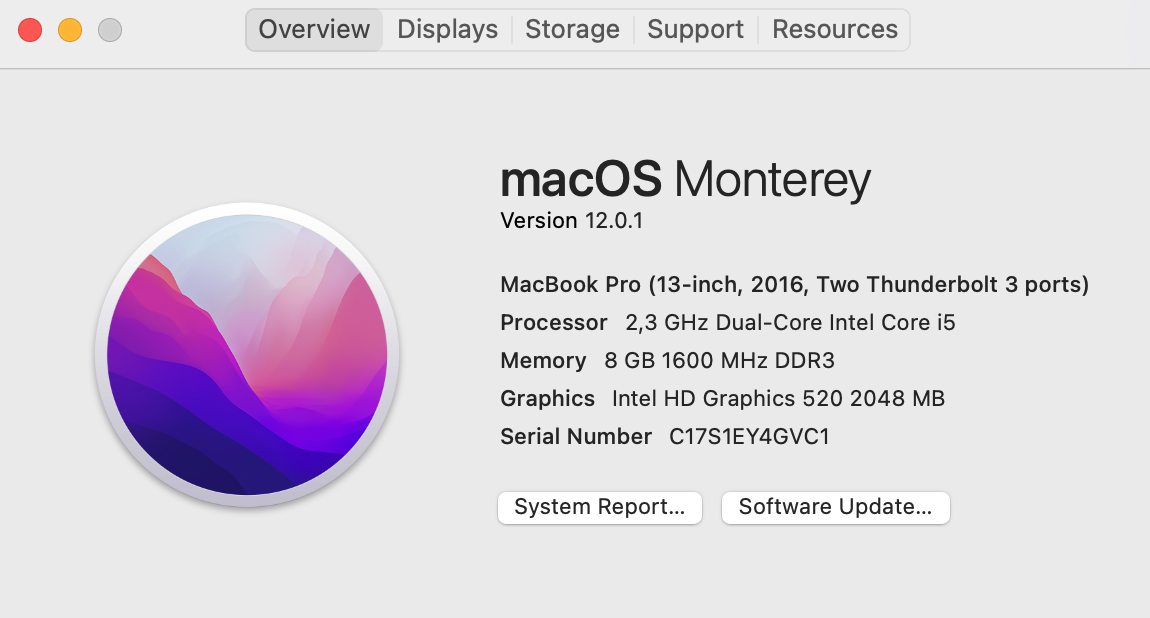 Overview Displays Storage Support Resources
macOS Monterey
Version 12.0.1
MacBook Pro (13-inch, 2016, Two Thunderbolt 3 ports)
Processor 2,3 GHz Dual-Core Intel Core i5
Memory 8 GB 1600 MHz DDR3
Graphics Intel HD Graphics 520 2048 MB
Serial Number C17S1EY4GVC1
System Report... Software Update...